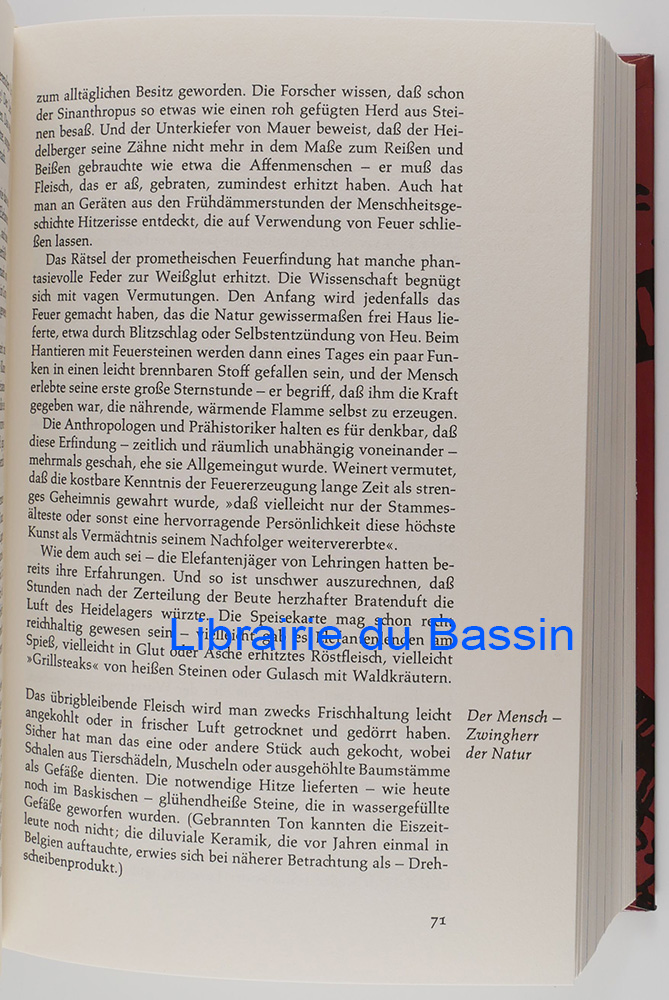 zum alltäglichen Besitz geworden. Die Forscher wissen, daß schon
der Sinanthropus so etwas wie einen roh gefügten Herd aus Stei-
nen besaß. Und der Unterkiefer von Mauer beweist, daß der Hei-
delberger seine Zähne nicht mehr in dem Maße zum Reißen und
Beißen gebrauchte wie etwa die Affenmenschen – er muß das
Fleisch, das er aß, gebraten, zumindest erhitzt haben. Auch hat
man an Geräten aus den Frühdämmerstunden der Menschheitsge-
schichte Hitzerisse entdeckt, die auf Verwendung von Feuer schlie-
ßen lassen.
Das Rätsel der prometheischen Feuerfindung hat manche phan-
tasievolle Feder zur Weißglut erhitzt. Die Wissenschaft begnügt
sich mit vagen Vermutungen. Den Anfang wird jedenfalls das
Feuer gemacht haben, das die Natur gewissermaßen frei Haus lie-
ferte, etwa durch Blitzschlag oder Selbstentzündung von Heu. Beim
Hantieren mit Feuersteinen werden dann eines Tages ein paar Fun-
ken in einen leicht brennbaren Stoff gefallen sein, und der Mensch
erlebte seine erste große Sternstunde – er begriff, daß ihm die Kraft
gegeben war, die nährende, wärmende Flamme selbst zu erzeugen.
Die Anthropologen und Prähistoriker halten es für denkbar, daß
diese Erfindung – zeitlich und räumlich unabhängig voneinander –
mehrmals geschah, ehe sie Allgemeingut wurde. Weinert vermutet,
daß die kostbare Kenntnis der Feuererzeugung lange Zeit als stren-
ges Geheimnis gewahrt wurde, »daß vielleicht nur der Stammes-
älteste oder sonst eine hervorragende Persönlichkeit diese höchste
Kunst als Vermächtnis seinem Nachfolger weitervererbte«.
Wie dem auch sei – die Elefantenjäger von Lehringen hatten be-
reits ihre Erfahrungen. Und so ist unschwer auszurechnen, daß
Stunden nach der Zerteilung der Beute herzhafter Bratenduft die
Luft des Heidelagers würzte. Die Speisekarte mag schon recht
reichhaltig gewesen sein – vielleicht gab es Elefantenlenden am
Spieß, vielleicht in Glut oder Asche erhitztes Röstfleisch, vielleicht
»Grillsteaks« von heißen Steinen oder Gulasch mit Waldkräutern.
Librairie du Bassin
Das übrigbleibende Fleisch wird man zwecks Frischhaltung leicht
angekohlt oder in frischer Luft getrocknet und gedörrt haben.
Sicher hat man das eine oder andere Stück auch gekocht, wobei
Schalen aus Tierschädeln, Muscheln oder ausgehöhlte Baumstämme
als Gefäße dienten. Die notwendige Hitze lieferten – wie heute
noch im Baskischen – glühendheiße Steine, die in wassergefüllte
Gefäße geworfen wurden. (Gebrannten Ton kannten die Eiszeit-
leute noch nicht; die diluviale Keramik, die vor Jahren einmal in
Belgien auftauchte, erwies sich bei näherer Betrachtung als – Dreh-
scheibenprodukt.)
Der Mensch –
Zwingherr
der Natur
71